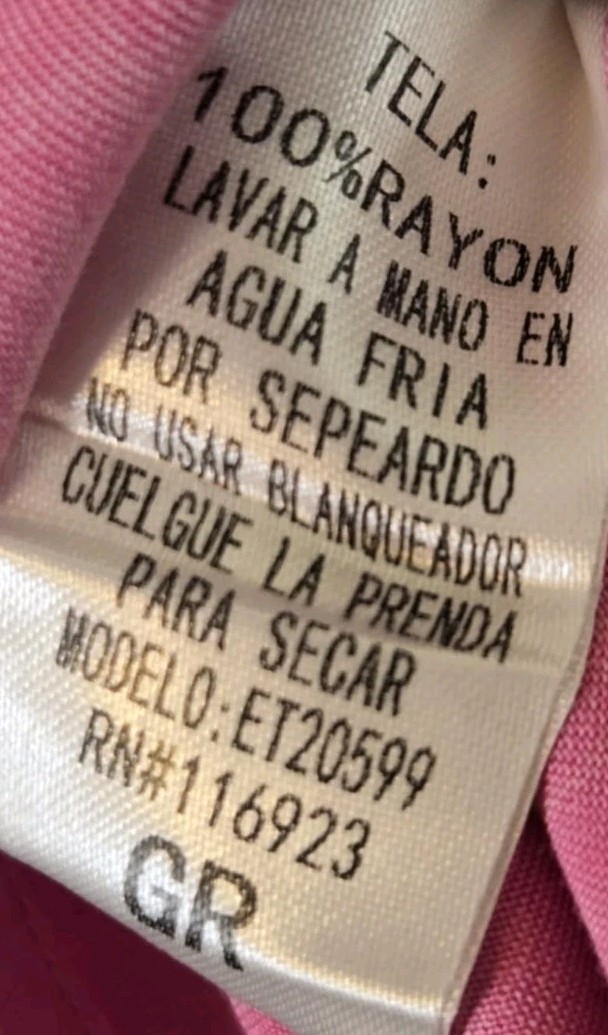 TELA:
100%RAYON
LAVAR A MANO EN
AGUA FRIA
POR SEPEARDO
NO USAR BLANQUEADOR
CUELGUE LA PRENDA
PARA SECAR
MODELO:ET20599
RN#116923
GR